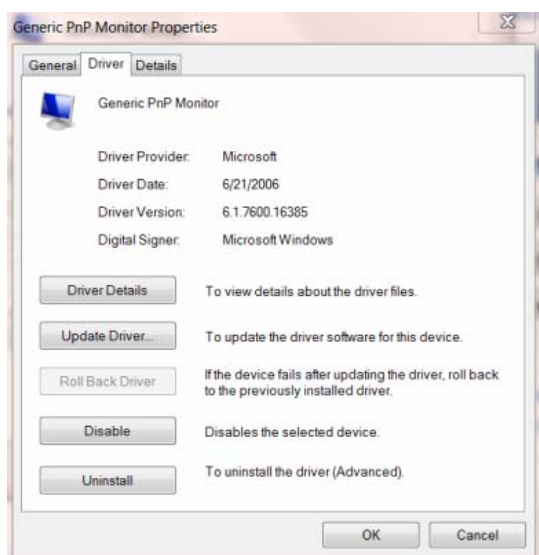 Generic PnP Monitor Properties
General Driver Details
Generic PnP Monitor
Driver Provider: Microsoft
Driver Date: 6/21/2006
Driver Version: 6.1.7600.16385
Digital Signer: Microsoft Windows
Driver Details To view details about the driver files.
Update Driver... To update the driver software for this device.
Roll Back Driver If the device fails after updating the driver, roll back
to the previously installed driver.
Disable Disables the selected device.
Uninstall To uninstall the driver (Advanced).
OK Cancel